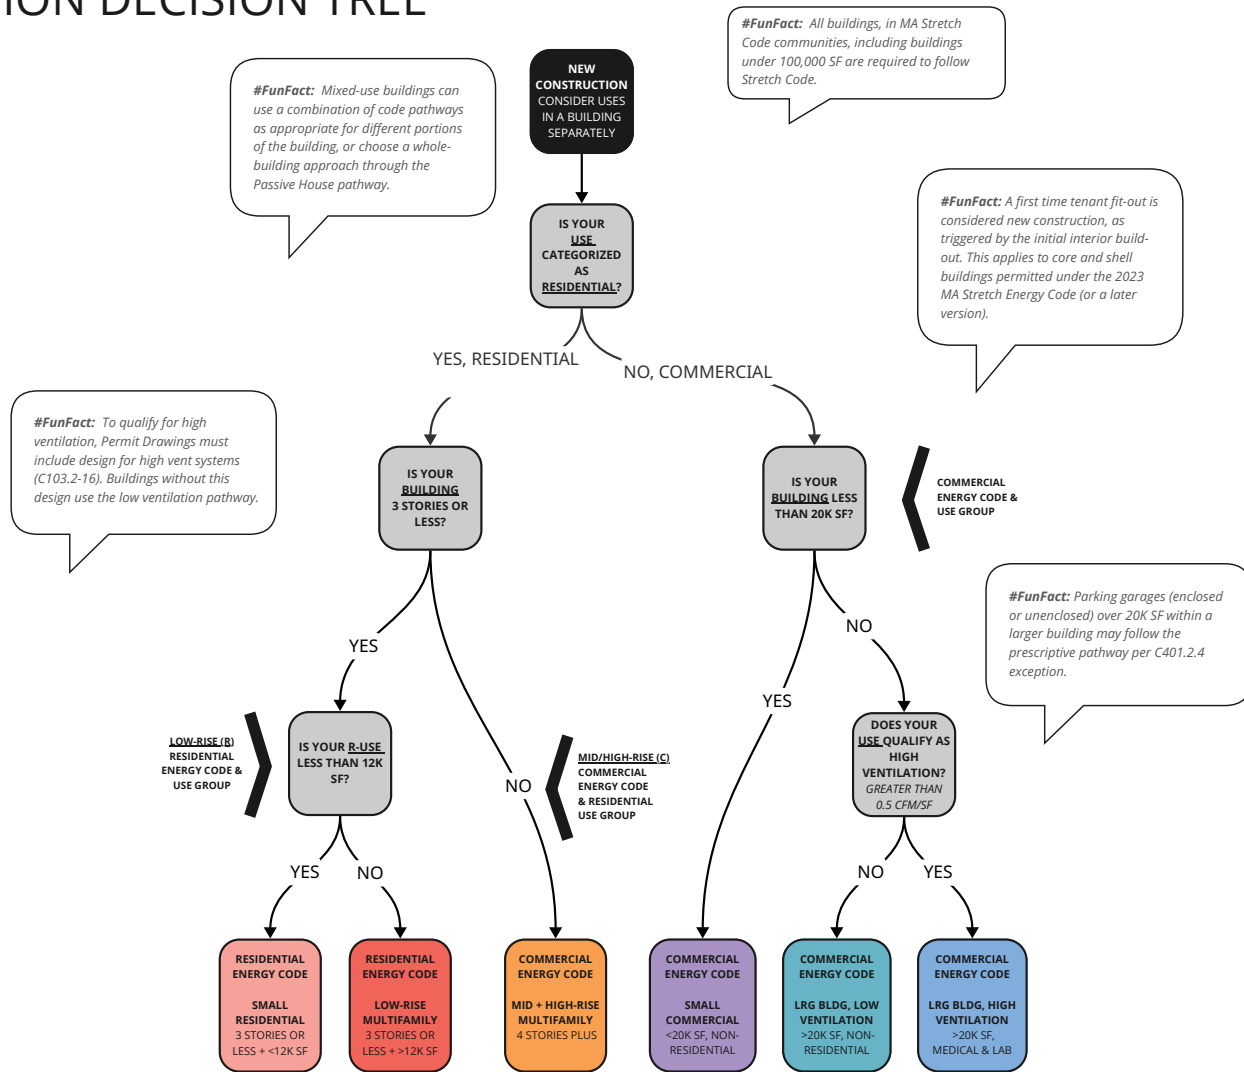 ION DECISION TREE
#FunFact: All buildings, in MA Stretch
Code communities, including buildings
under 100,000 SF are required to follow
Stretch Code.
NEW
CONSTRUCTION
CONSIDER USES
IN A BUILDING
SEPARATELY
#FunFact: Mixed-use buildings can
use a combination of code pathways
as appropriate for different portions
of the building, or choose a whole-
building approach through the
Passive House pathway.
#FunFact: A first time tenant fit-out is
considered new construction, as
triggered by the initial interior build-
out. This applies to core and shell
buildings permitted under the 2023
MA Stretch Energy Code (or a later
version).
IS YOUR
USE
CATEGORIZED
AS
RESIDENTIAL?
YES, RESIDENTIAL
NO, COMMERCIAL
#FunFact: To qualify for high
ventilation, Permit Drawings must
include design for high vent systems
(C103.2-16). Buildings without this
design use the low ventilation pathway.
IS YOUR
BUILDING
3 STORIES OR
LESS?
IS YOUR
BUILDING LESS
THAN 20K SF?
COMMERCIAL
ENERGY CODE &
USE GROUP
#FunFact: Parking garages (enclosed
or unenclosed) over 20K SF within a
larger building may follow the
prescriptive pathway per C401.2.4
exception.
YES
NO
YES
NO
LOW-RISE (R)
RESIDENTIAL
ENERGY CODE &
USE GROUP
IS YOUR R-USE
LESS THAN 12K
SF?
MID/HIGH-RISE (C)
COMMERCIAL
ENERGY CODE
& RESIDENTIAL
USE GROUP
DOES YOUR
USE QUALIFY AS
HIGH
VENTILATION?
GREATER THAN
0.5 CFM/SF
YES
NO
NO
YES
RESIDENTIAL
ENERGY CODE
SMALL
RESIDENTIAL
3 STORIES OR
LESS + <12K SF
RESIDENTIAL
ENERGY CODE
LOW-RISE
MULTIFAMILY
3 STORIES OR
LESS + >12K SF
COMMERCIAL
ENERGY CODE
MID + HIGH-RISE
MULTIFAMILY
4 STORIES PLUS
COMMERCIAL
ENERGY CODE
SMALL
COMMERCIAL
<20K SF, NON-
RESIDENTIAL
COMMERCIAL
ENERGY CODE
LRG BLDG, LOW
VENTILATION
>20K SF, NON-
RESIDENTIAL
COMMERCIAL
ENERGY CODE
LRG BLDG, HIGH
VENTILATION
>20K SF,
MEDICAL & LAB